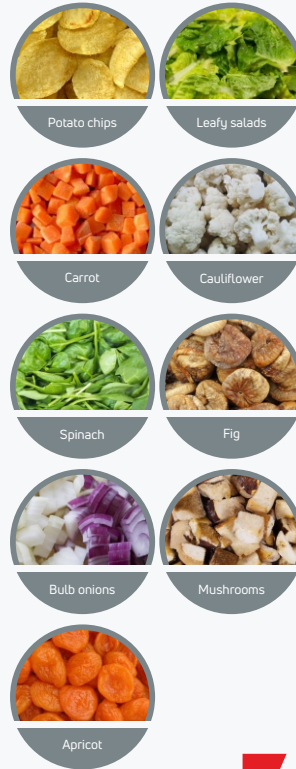 Potato chips
Leafy salads
Carrot
Cauliflower
Spinach
Fig
Bulb onions
Mushrooms
Apricot